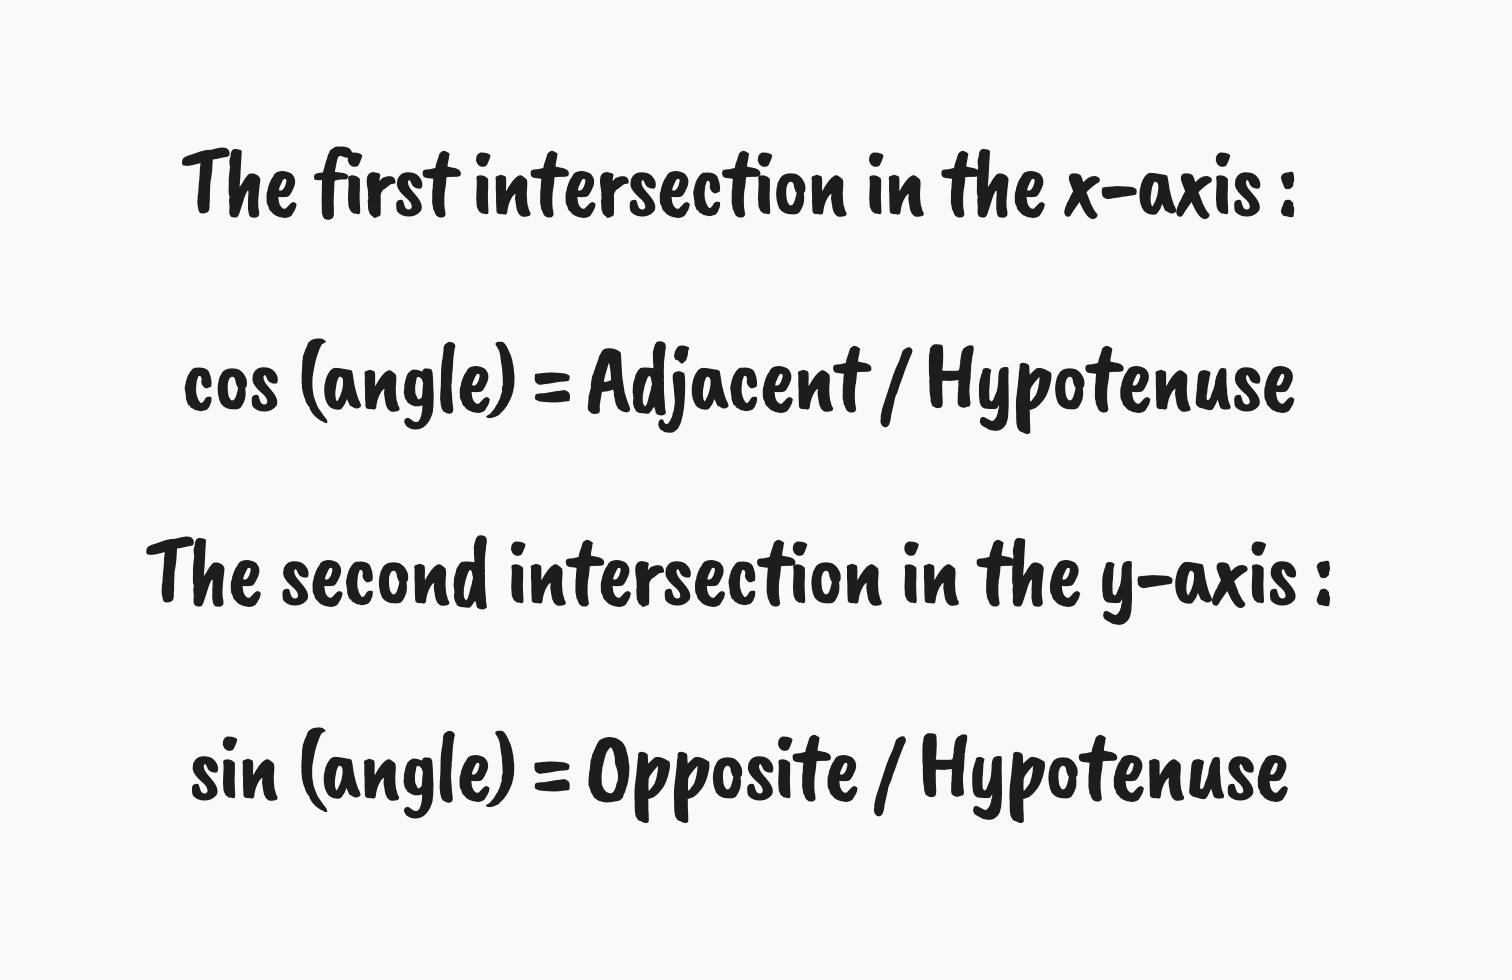 The first intersection in the x-axis :
cos (angle) = Adjacent / Hypotenuse
The second intersection in the y-axis :
sin (angle) = Opposite / Hypotenuse